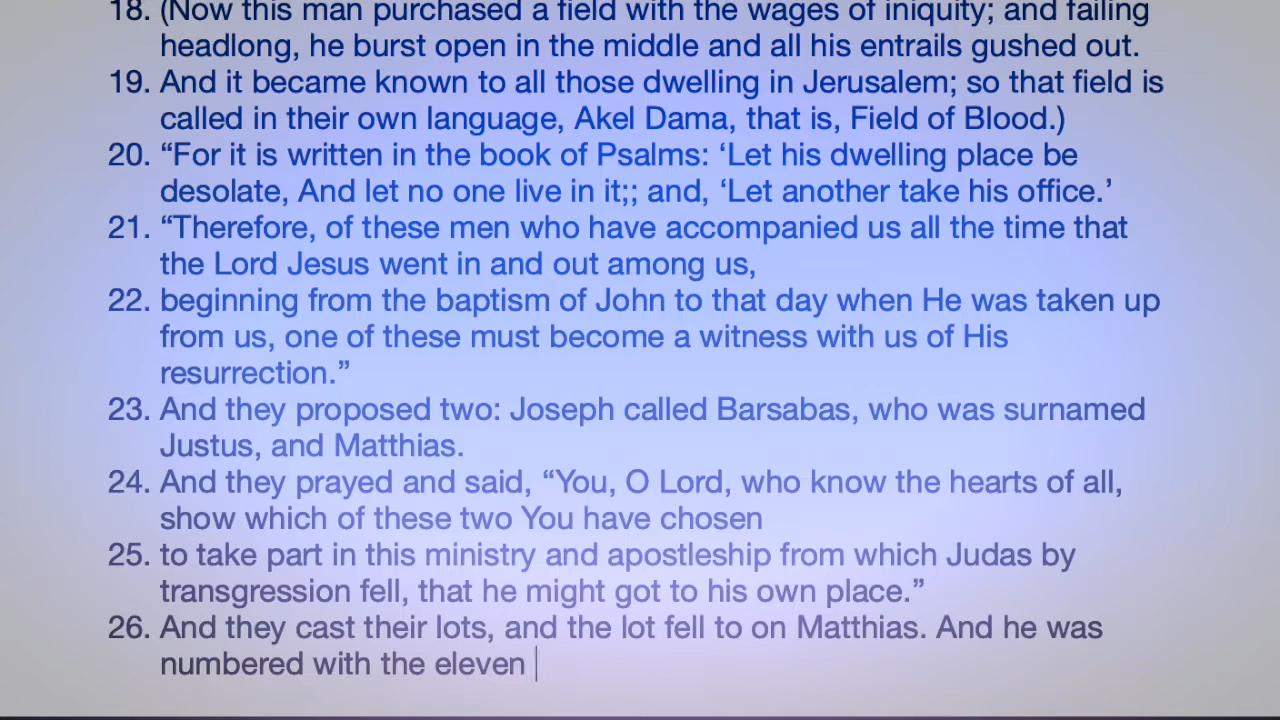 18. (Now this man purchased a field with the wages of iniquity; and falling
headlong, he burst open in the middle and all his entrails gushed out.
19. And it became known to all those dwelling in Jerusalem; so that field is
called in their own language, Akel Dama, that is, Field of Blood.)
20. “For it is written in the book of Psalms: ‘Let his dwelling place be
desolate, And let no one live in it;; and, ‘Let another take his office.’
21. “Therefore, of these men who have accompanied us all the time that
the Lord Jesus went in and out among us,
22. beginning from the baptism of John to that day when He was taken up
from us, one of these must become a witness with us of His
resurrection.”
23. And they proposed two: Joseph called Barsabas, who was surnamed
Justus, and Matthias.
24. And they prayed and said, “You, O Lord, who know the hearts of all,
show which of these two You have chosen
25. to take part in this ministry and apostleship from which Judas by
transgression fell, that he might got to his own place.”
26. And they cast their lots, and the lot fell to on Matthias. And he was
numbered with the eleven